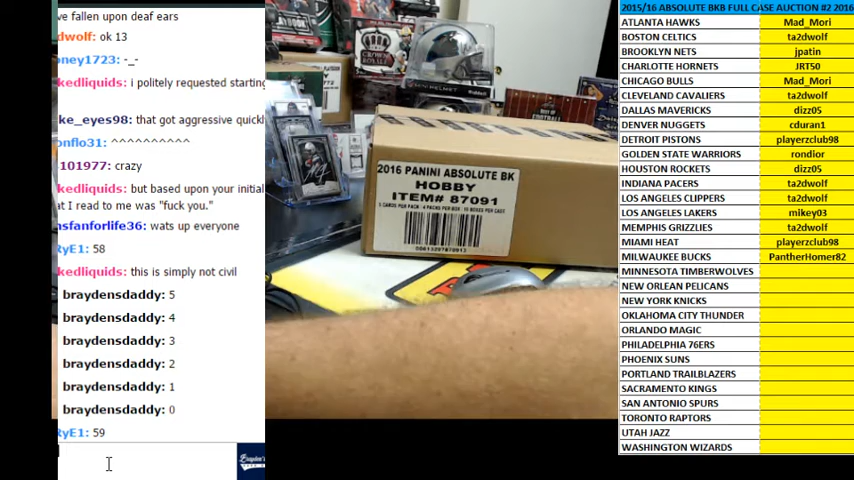 ve fallen upon deaf ears
dwolf: ok 13
oney1723: -_-
kedliquids: i politely requested starting
ke_eyes98: that got aggressive quickl
onflo31: ^^^^^^^^^^
101977: crazy
kedliquids: but based upon your initial
at I read to me was "fuck you."
nsfanforlife36: wats up everyone
RyE1: 58
kedliquids: this is simply not civil
braydensdaddy: 5
braydensdaddy: 4
braydensdaddy: 3
braydensdaddy: 2
braydensdaddy: 1
braydensdaddy: 0
RyE1: 59
CROWN
ROYALE
2016 PANINI ABSOLUTE BK
HOBBY
ITEM# 87091
2015/16 ABSOLUTE BKB FULL CASE AUCTION #2 2016
ATLANTA HAWKS Mad_Mori
BOSTON CELTICS ta2dwolf
BROOKLYN NETS jpatin
CHARLOTTE HORNETS JRT50
CHICAGO BULLS Mad_Mori
CLEVELAND CAVALIERS ta2dwolf
DALLAS MAVERICKS dizz05
DENVER NUGGETS cduran1
DETROIT PISTONS playerzclub98
GOLDEN STATE WARRIORS rondior
HOUSTON ROCKETS dizz05
INDIANA PACERS ta2dwolf
LOS ANGELES CLIPPERS ta2dwolf
LOS ANGELES LAKERS mikey03
MEMPHIS GRIZZLIES ta2dwolf
MIAMI HEAT playerzclub98
MILWAUKEE BUCKS PantherHomer82
MINNESOTA TIMBERWOLVES
NEW ORLEAN PELICANS
NEW YORK KNICKS
OKLAHOMA CITY THUNDER
ORLANDO MAGIC
PHILADELPHIA 76ERS
PHOENIX SUNS
PORTLAND TRAILBLAZERS
SACRAMENTO KINGS
SAN ANTONIO SPURS
TORONTO RAPTORS
UTAH JAZZ
WASHINGTON WIZARDS